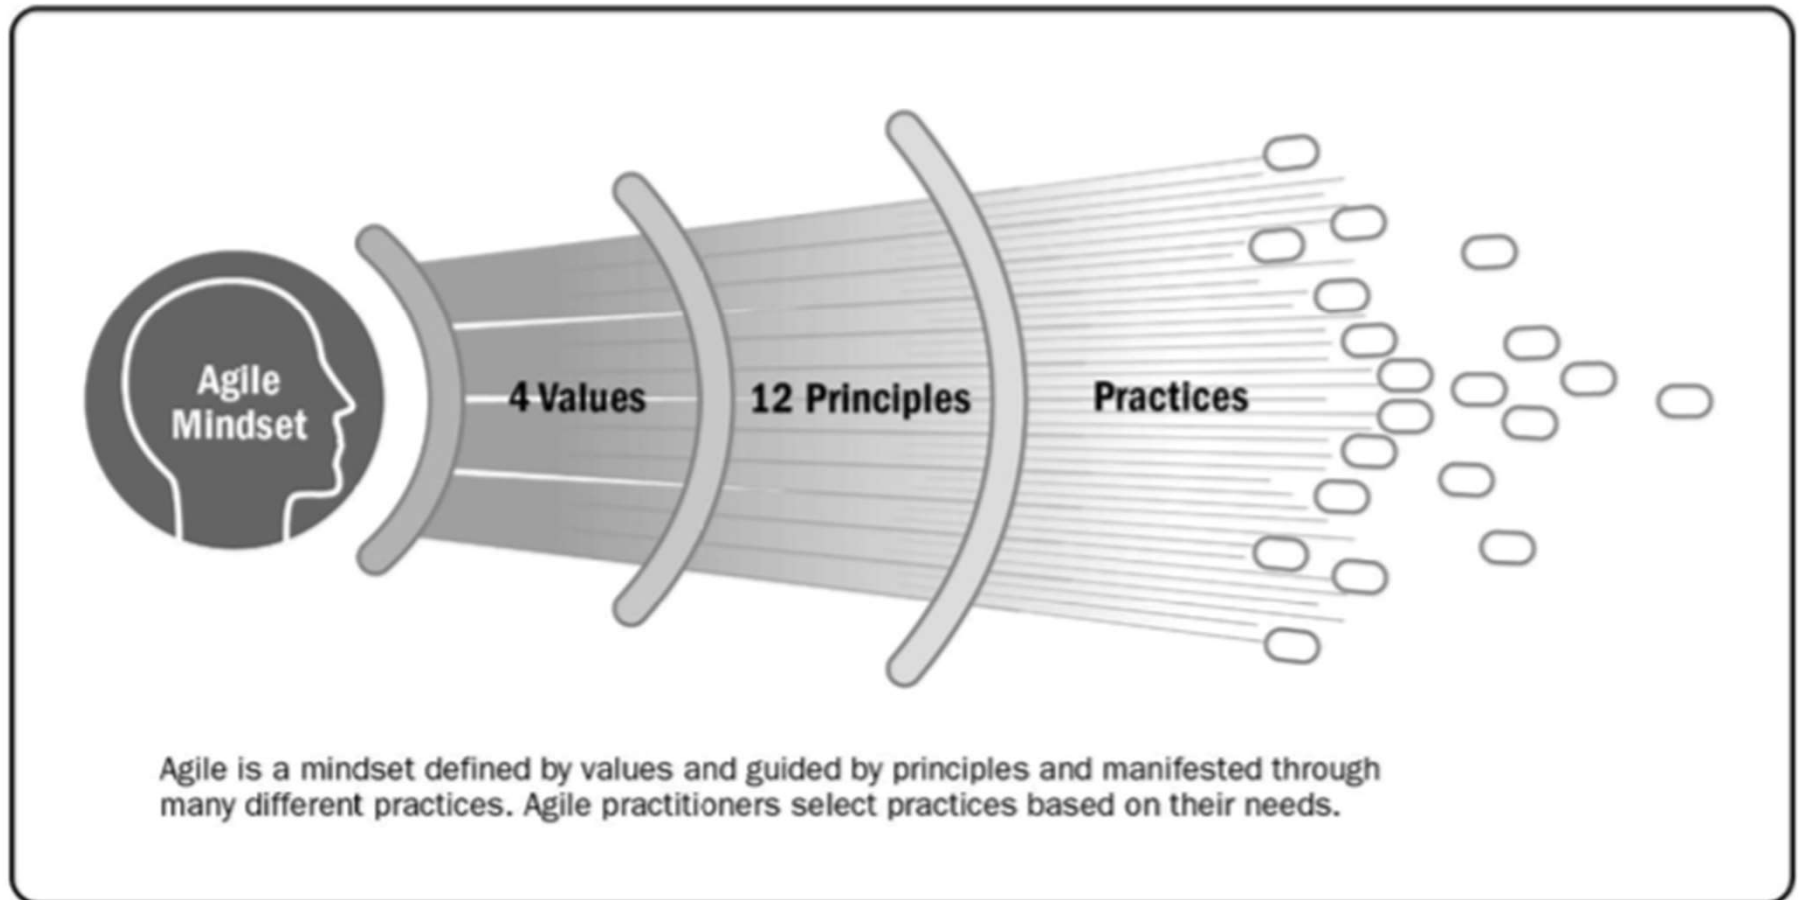 Agile
Mindset
4 Values
12 Principles
Practices
Agile is a mindset defined by values and guided by principles and manifested through
many different practices. Agile practitioners select practices based on their needs.